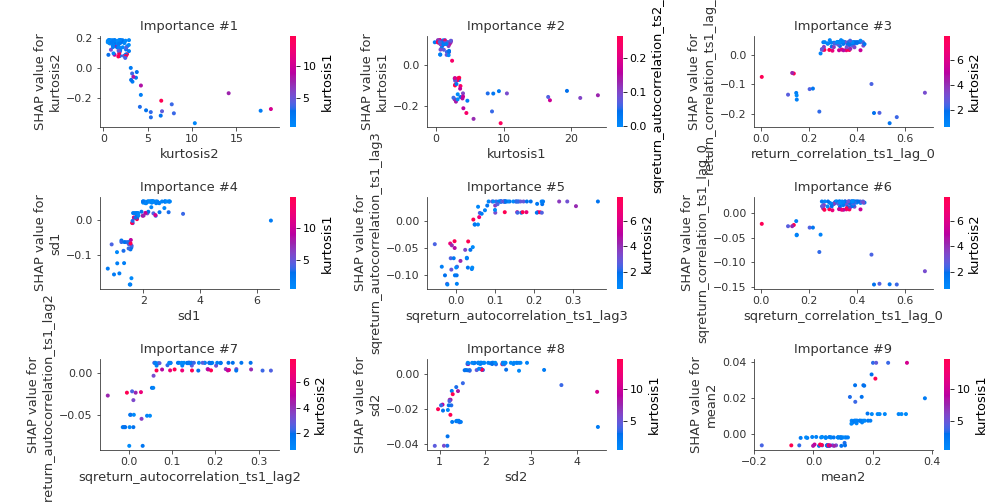 Importance #1
SHAP value for
kurtosis2
0.2
0.0
−0.2
0
5
10
15
kurtosis2
10
5
kurtosis1
Importance #2
SHAP value for
kurtosis1
0.0
−0.2
0
10
20
kurtosis1
0.2
0.1
0.0
sqreturn_autocorrelation_ts2_
Importance #3
SHAP value for
return_correlation_ts1_lag_0
0.0
−0.1
−0.2
0.0
0.2
0.4
0.6
return_correlation_ts1_lag_0
6
4
2
kurtosis2
Importance #4
SHAP value for
sd1
0.0
−0.1
2
4
6
sd1
10
5
kurtosis1
Importance #5
SHAP value for
sqreturn_autocorrelation_ts1_lag3
0.00
−0.05
−0.10
0.0
0.1
0.2
0.3
sqreturn_autocorrelation_ts1_lag3
6
4
2
kurtosis2
Importance #6
SHAP value for
sqreturn_correlation_ts1_lag_0
0.00
−0.05
−0.10
−0.15
0.0
0.2
0.4
0.6
sqreturn_correlation_ts1_lag_0
6
4
2
kurtosis2
Importance #7
SHAP value for
sqreturn_autocorrelation_ts1_lag2
0.00
−0.05
0.0
0.1
0.2
0.3
sqreturn_autocorrelation_ts1_lag2
6
4
2
kurtosis2
Importance #8
SHAP value for
sd2
0.00
−0.02
−0.04
1
2
3
4
sd2
10
5
kurtosis1
Importance #9
SHAP value for
mean2
0.04
0.02
0.00
−0.2
0.0
0.2
0.4
mean2
10
5
kurtosis1